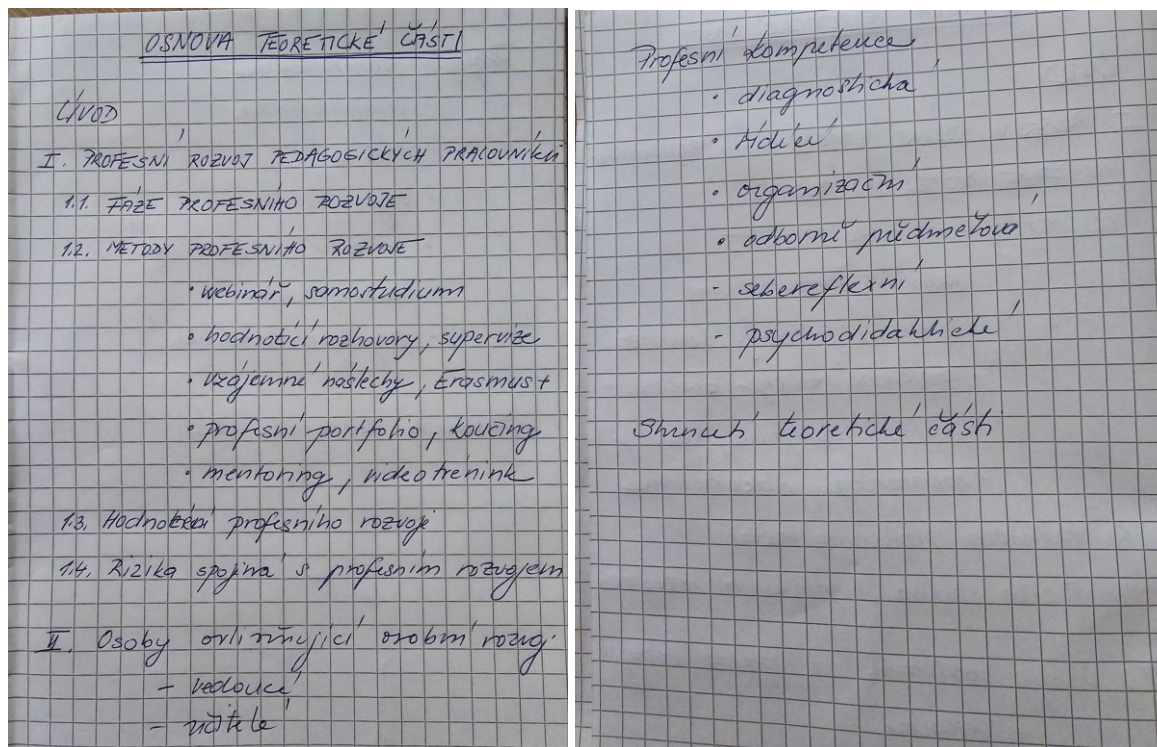 OSNOVA TEORETICKÉ ČÁSTI
ÚVOD
I. PROFESNÍ ROZVOJ PEDAGOGICKÝCH PRACOVNÍKŮ
1.1. FÁZE PROFESNÍHO ROZVOJE
1.2. METODY PROFESNÍHO ROZVOJE
• webinář, samostudium
• hodnotící rozhovory, supervize
• vzájemné náslechy, Erasmus+
• profesní portfolio, koučing
• mentoring, videotrénink
1.3. Hodnocení profesního rozvoje
1.4. Rizika spojená s profesním rozvojem
II. Osoby ovlivňující osobní rozvoj
- vedoucí
- učitelé
Profesní kompetence
• diagnostická
• řídící
• organizační
• odborně předmětová
- sebereflexní
- psychodidaktické
Shrnutí teoretické části